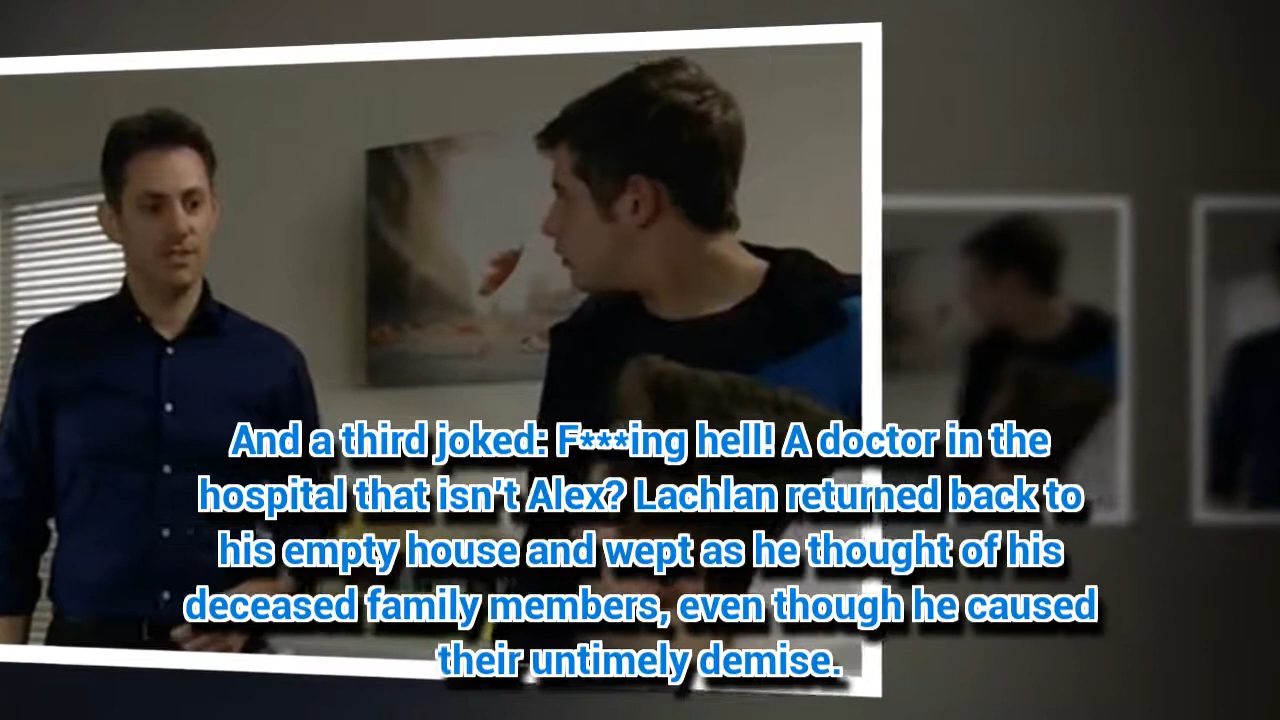 And a third joked: F***ing hell! A doctor in the
hospital that isn't Alex? Lachlan returned back to
his empty house and wept as he thought of his
deceased family members, even though he caused
their untimely demise.